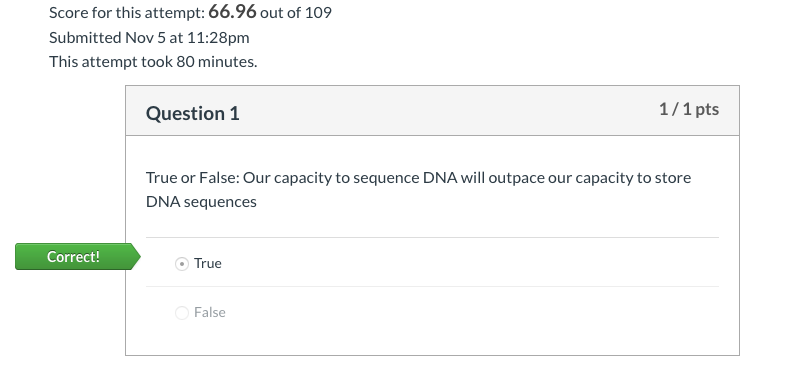 Score for this attempt: 66.96 out of 109
Submitted Nov 5 at 11:28pm
This attempt took 80 minutes.
Question 1
1 / 1 pts
True or False: Our capacity to sequence DNA will outpace our capacity to store
DNA sequences
Correct!
True
False